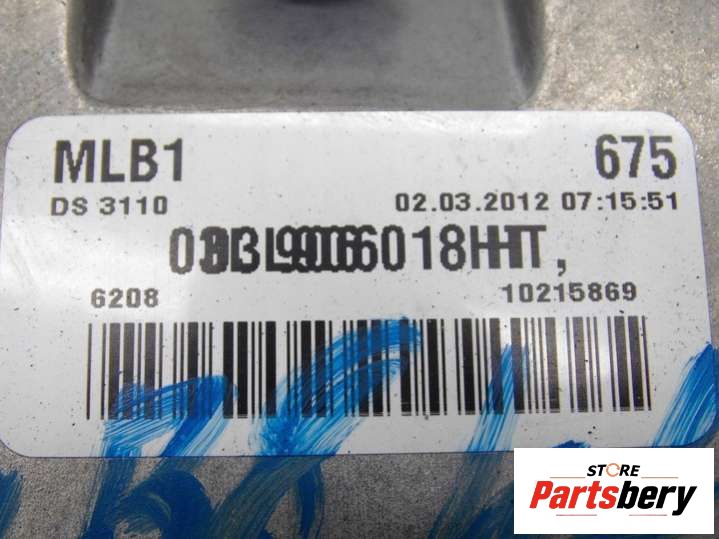 MLB1 675
DS 3110 02.03.2012 07:15:51
6208 10215869
STORE
Partsbery